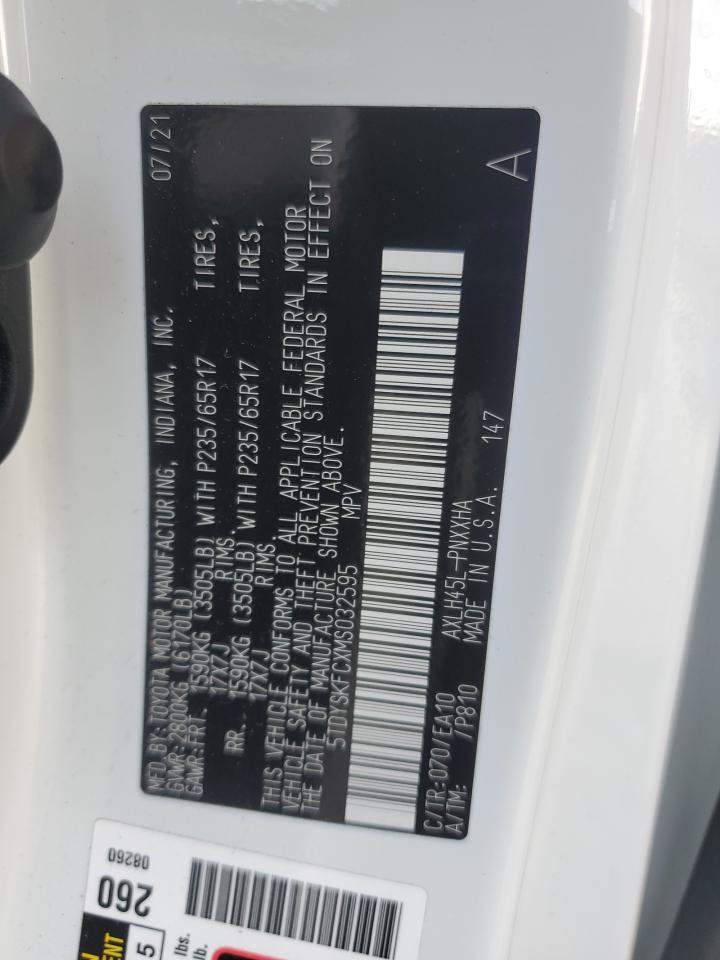 MFD BY:TOYOTA MOTOR MANUFACTURING, INDIANA, INC. 07/21
GVWR:2800KG (6170LB)
GAWR:FRT 1590KG (3505LB) WITH P235/65R17 TIRES,
17X7J RIMS,
RR. 1590KG (3505LB) WITH P235/65R17 TIRES,
17X7J RIMS,
THIS VEHICLE CONFORMS TO ALL APPLICABLE FEDERAL MOTOR
VEHICLE SAFETY AND THEFT PREVENTION STANDARDS IN EFFECT ON
THE DATE OF MANUFACTURE SHOWN ABOVE.
5TDYSKFCXMS032595 MPV
C/TR:070/EA10 AXLH45L-PNXXHA
A/TM: /P810 MADE IN U.S.A. 147 A
08260
260
5
lbs.